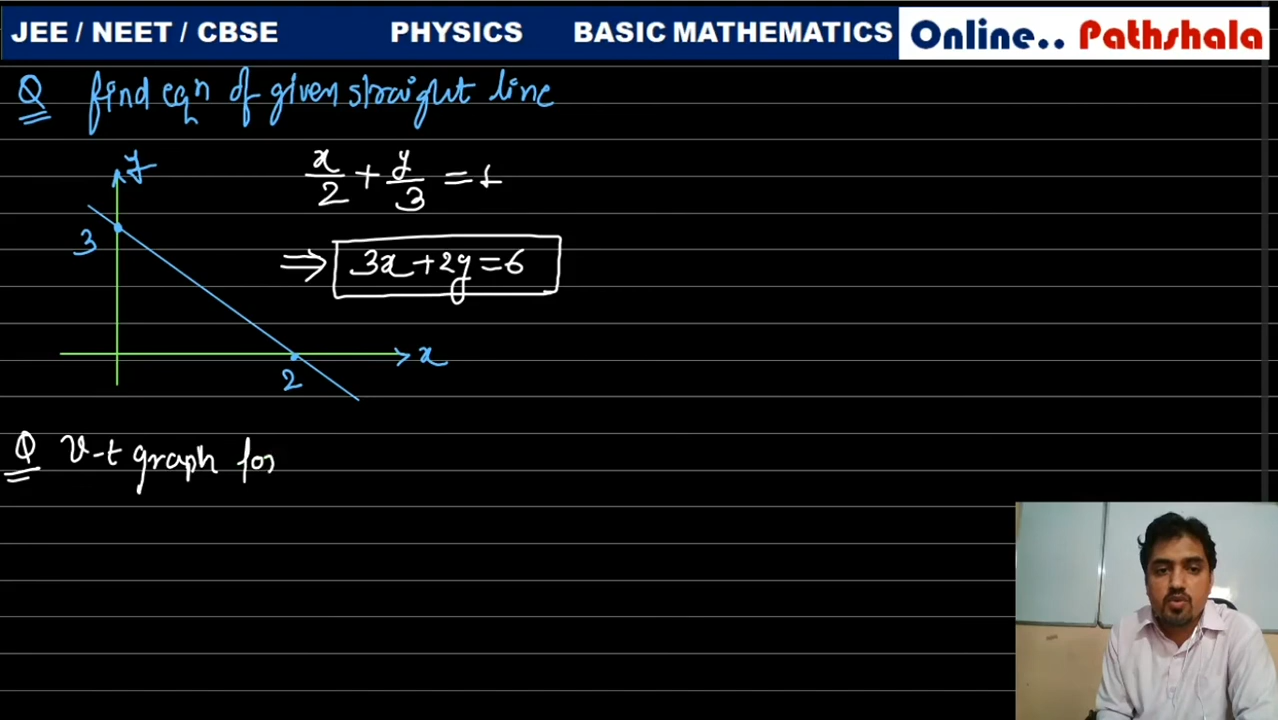 JEE / NEET / CBSE PHYSICS BASIC MATHEMATICS Online.. Pathshala
Q find eqn of given straight line
y
x/2 + y/3 = 1
3
⇒ 3x+2y=6
x
2
Q v-t graph for